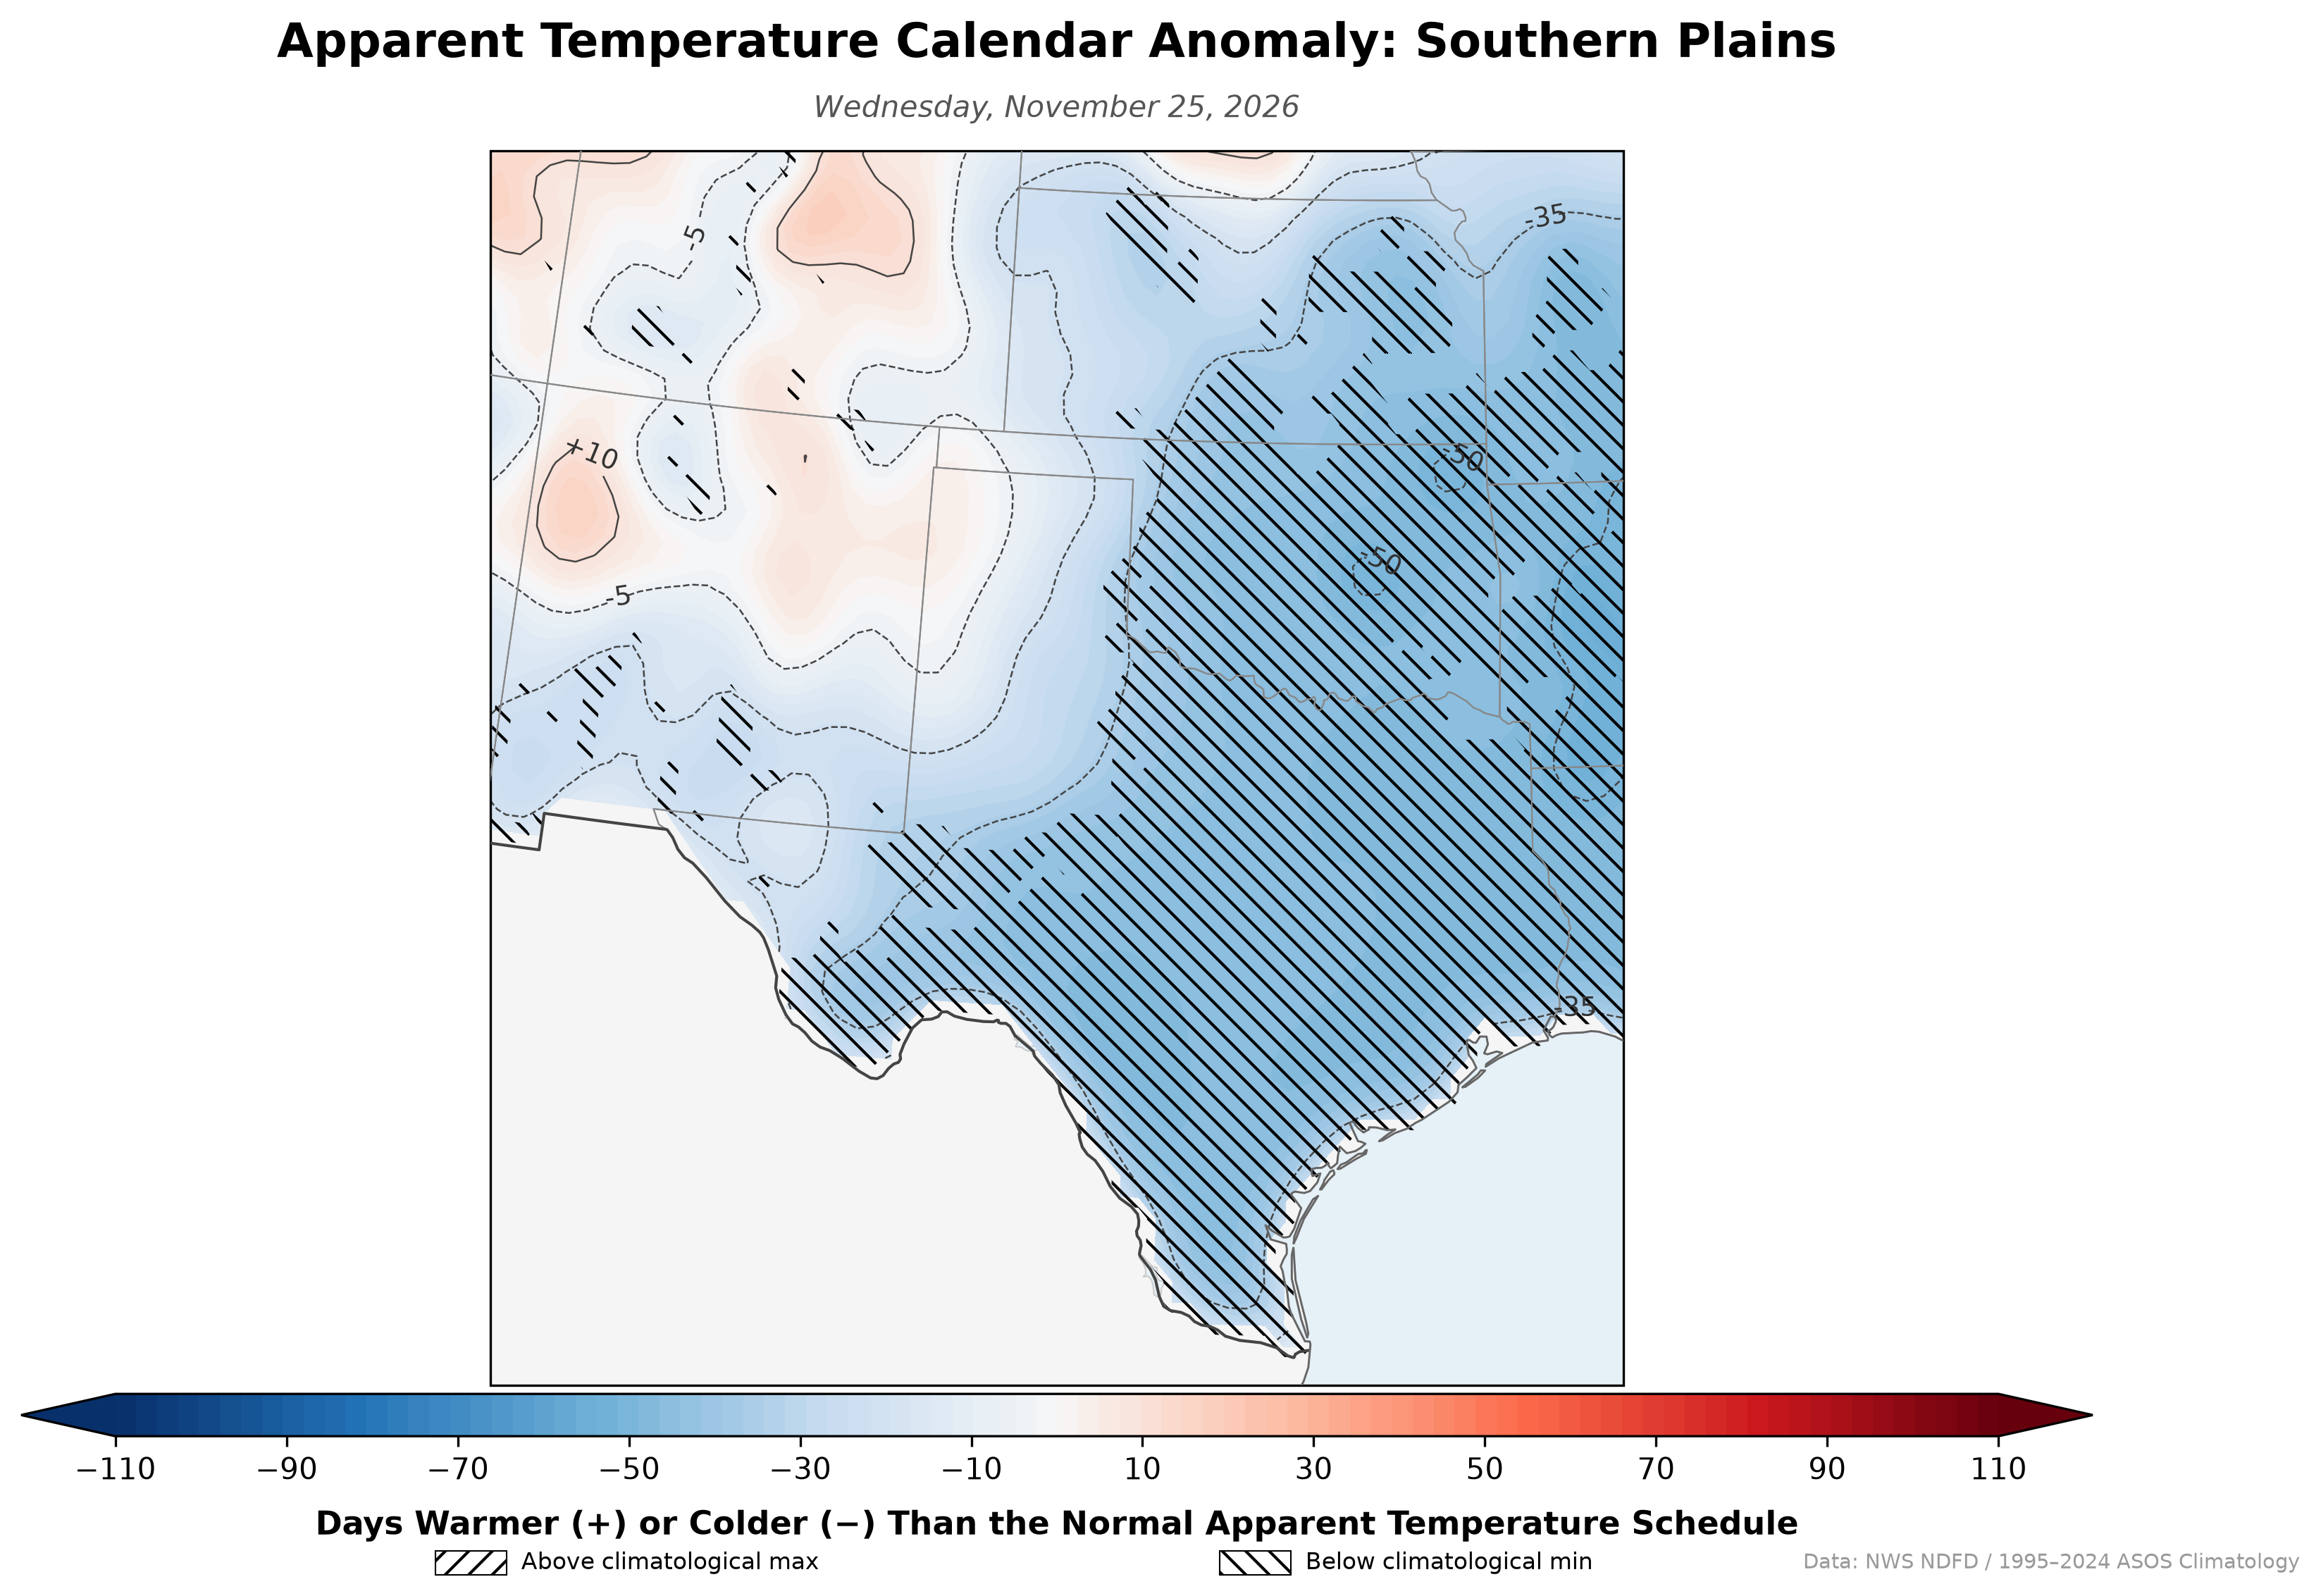 Apparent Temperature Calendar Anomaly: Southern Plains
Wednesday, November 25, 2026
-5
-35
+10
-50
-50
-5
-35
−110 −90 −70 −50 −30 −10 10 30 50 70 90 110
Days Warmer (+) or Colder (−) Than the Normal Apparent Temperature Schedule
Above climatological max Below climatological min Data: NWS NDFD / 1995–2024 ASOS Climatology